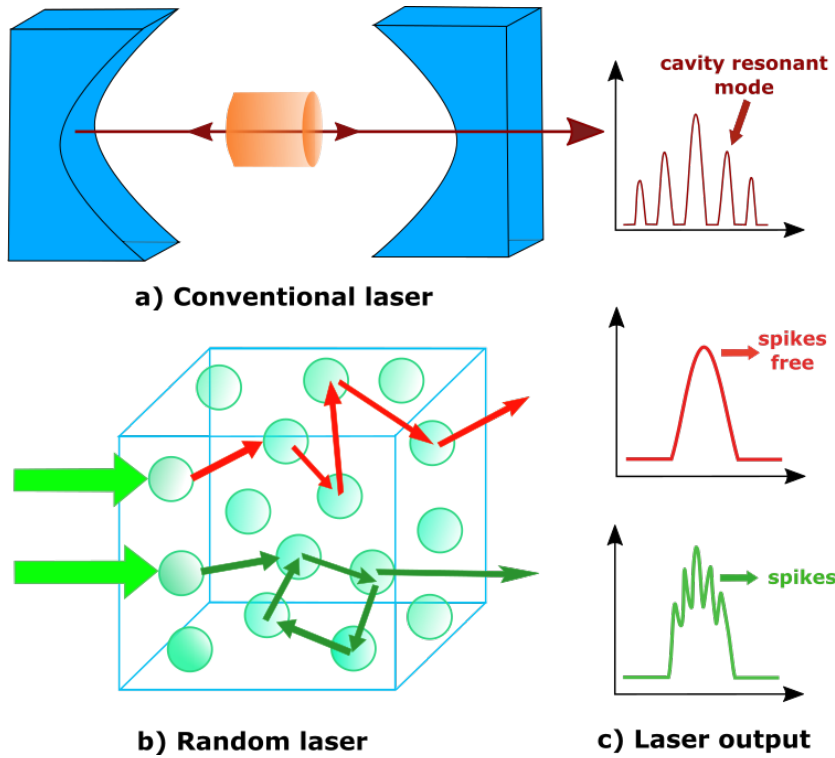 cavity resonant
mode
a) Conventional laser
spikes
free
spikes
b) Random laser
c) Laser output